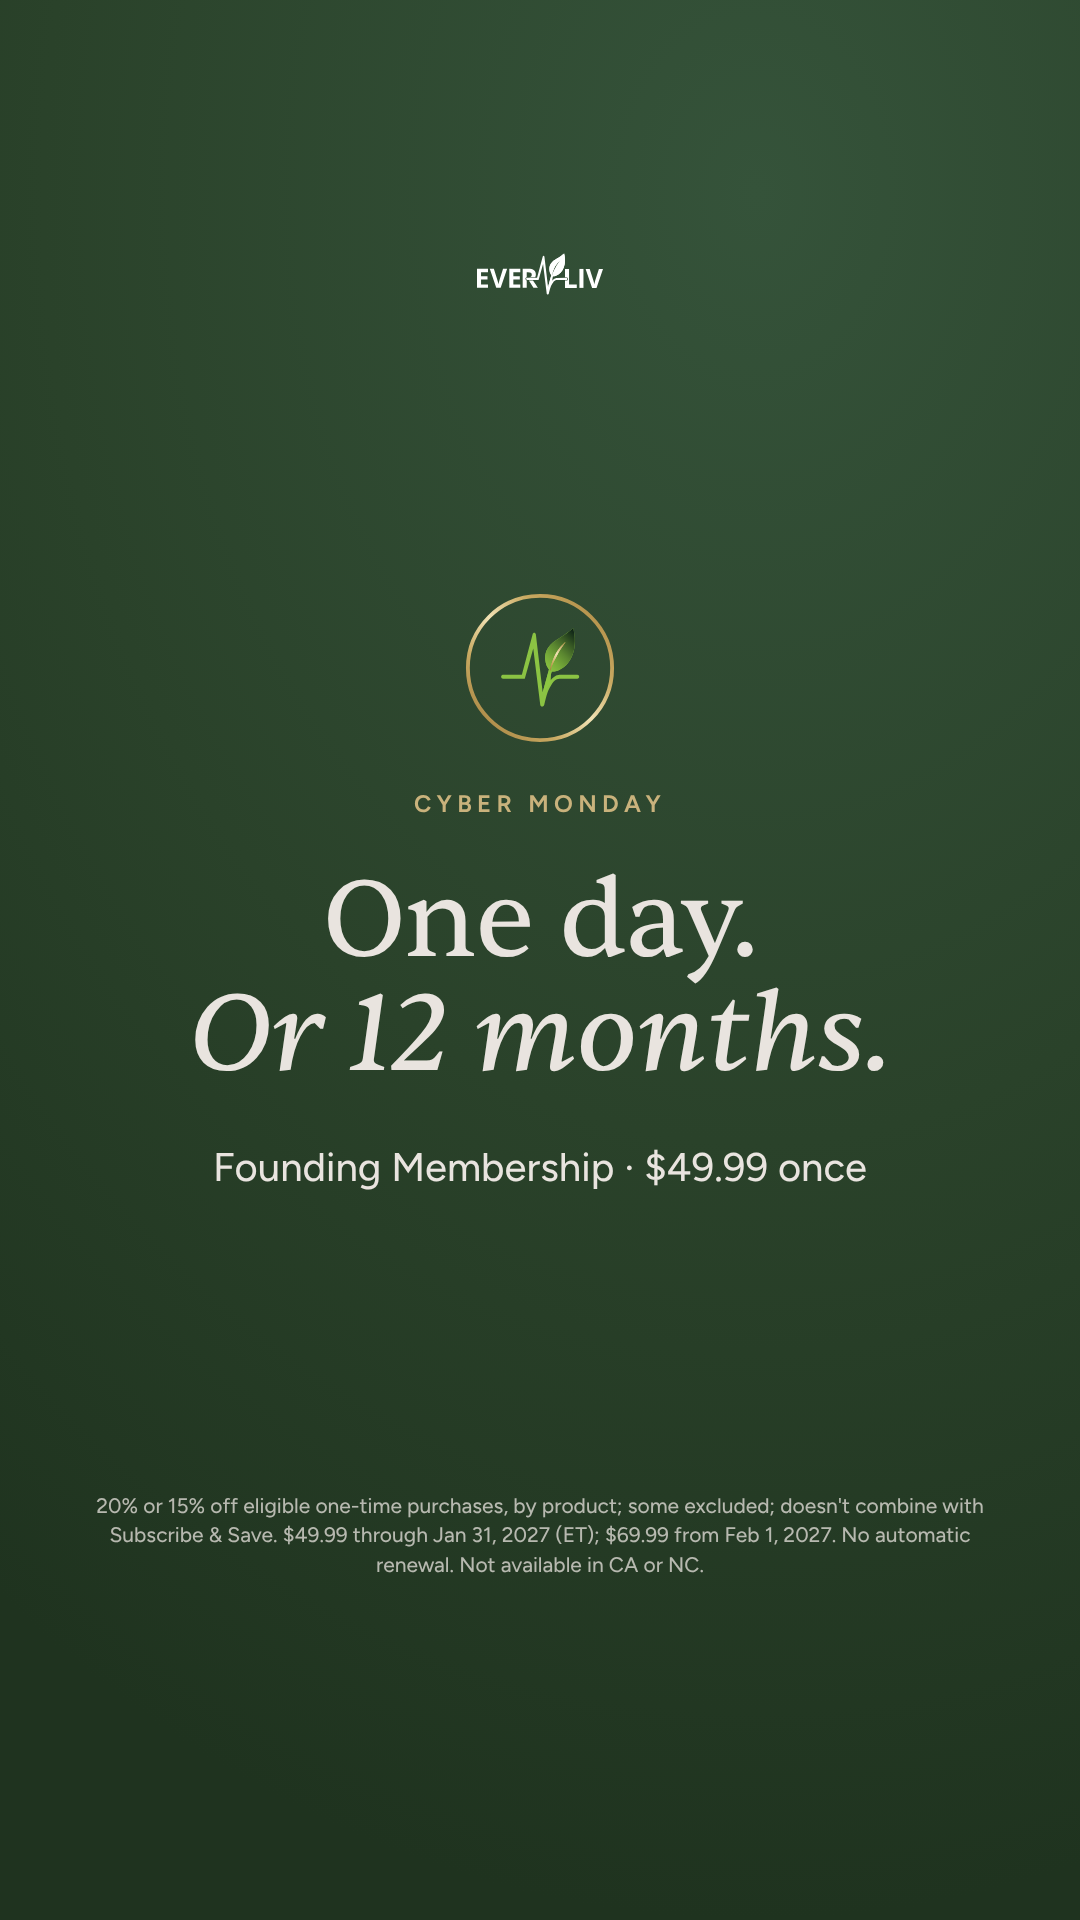 EVERLIV
CYBER MONDAY
One day.
Or 12 months.
Founding Membership · $49.99 once
20% or 15% off eligible one-time purchases, by product; some excluded; doesn't combine with
Subscribe & Save. $49.99 through Jan 31, 2027 (ET); $69.99 from Feb 1, 2027. No automatic
renewal. Not available in CA or NC.